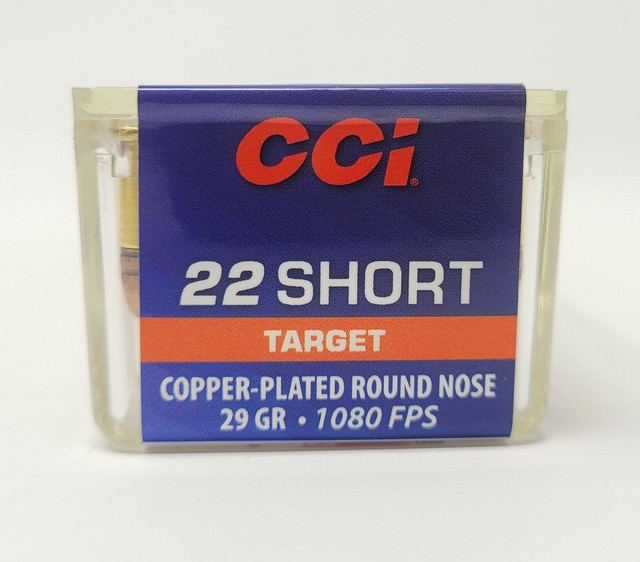 CCi®
22 SHORT
TARGET
COPPER-PLATED ROUND NOSE
29 GR • 1080 FPS